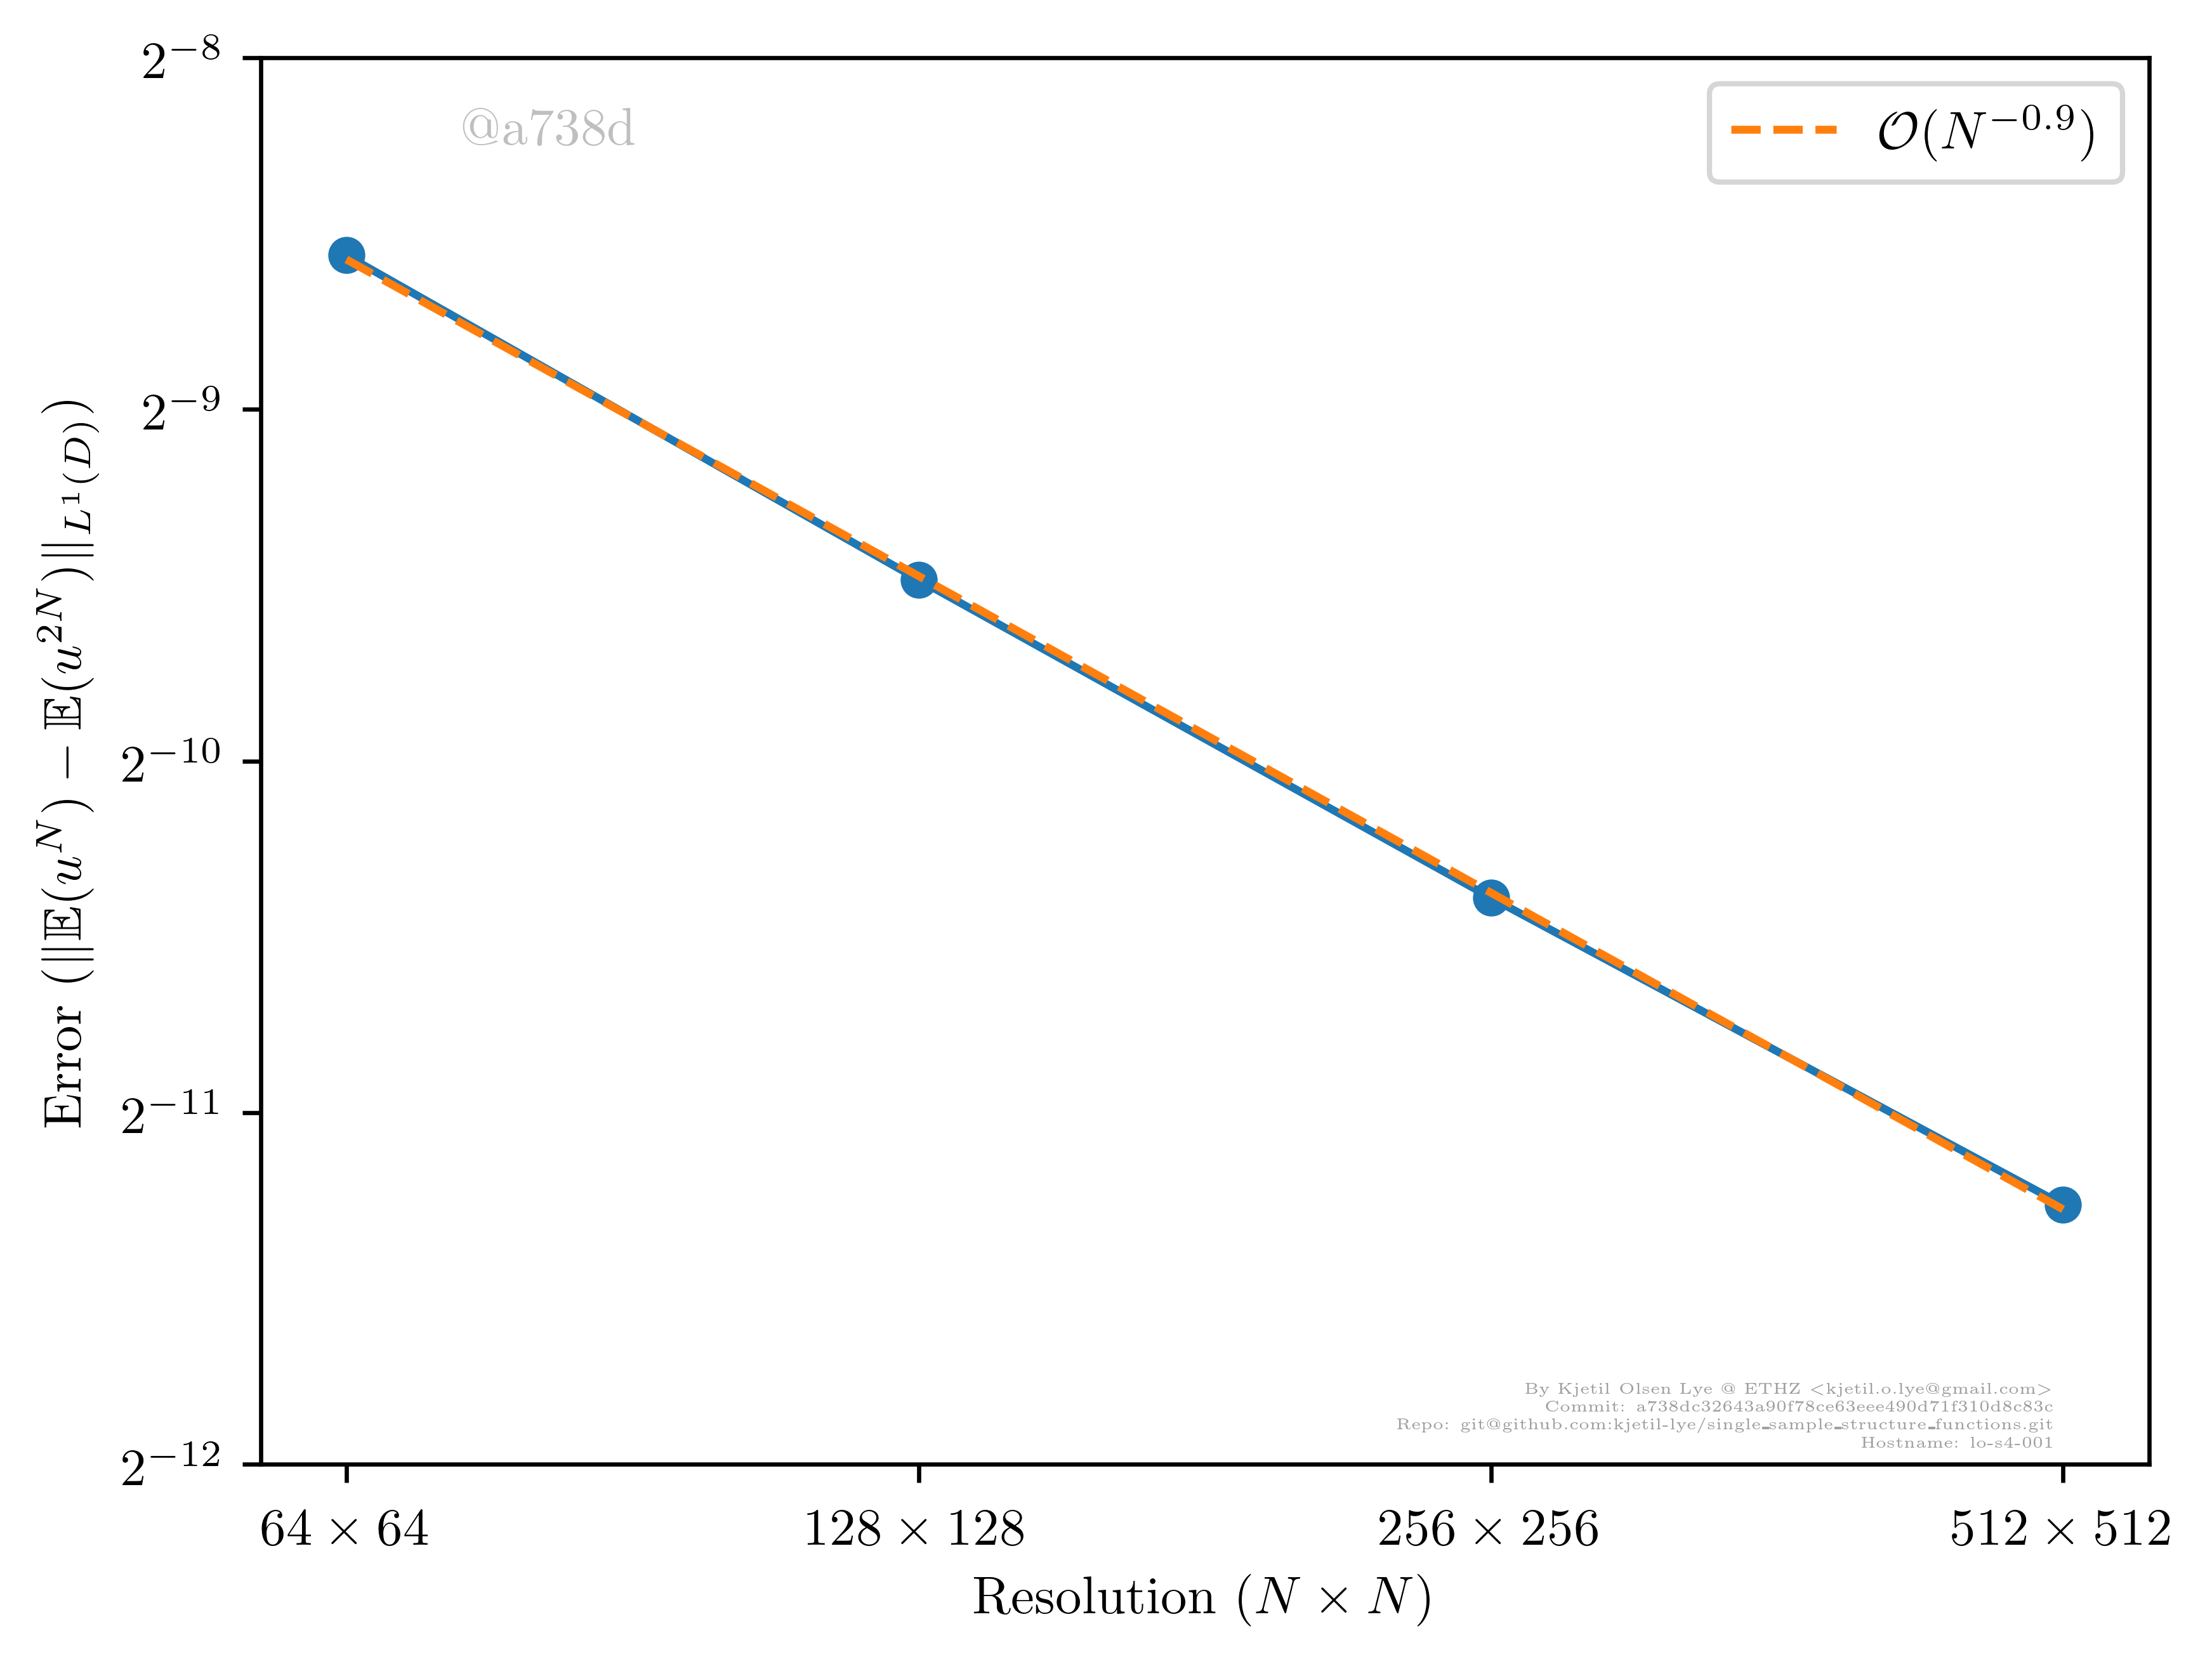 2^{-8}
@a738d
O(N^{-0.9})
2^{-9}
2^{-10}
2^{-11}
2^{-12}
Error (||𝔼(u^N) − 𝔼(u^{2N})||_{L^1(D)})
By Kjetil Olsen Lye @ ETHZ <kjetil.o.lye@gmail.com>
Commit: a738dc32643a90f78ce63eee490d71f310d8c83c
Repo: git@github.com:kjetil-lye/single_sample_structure_functions.git
Hostname: lo-s4-001
64 × 64
128 × 128
256 × 256
512 × 512
Resolution (N × N)